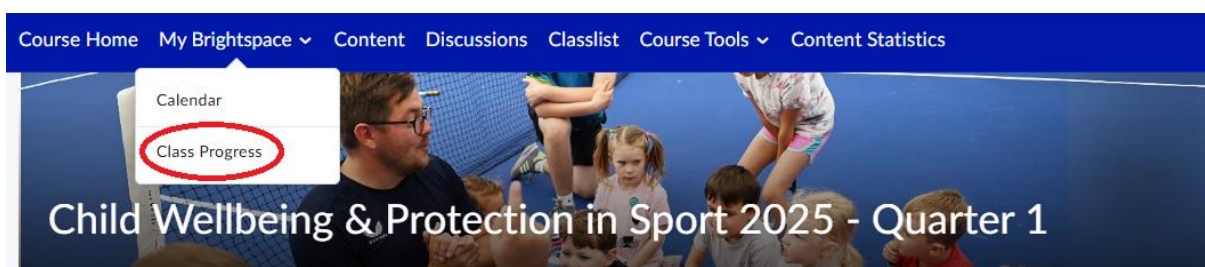 Course Home My Brightspace Content Discussions Classlist Course Tools Content Statistics
Calendar
Class Progress
Child Wellbeing & Protection in Sport 2025 - Quarter 1